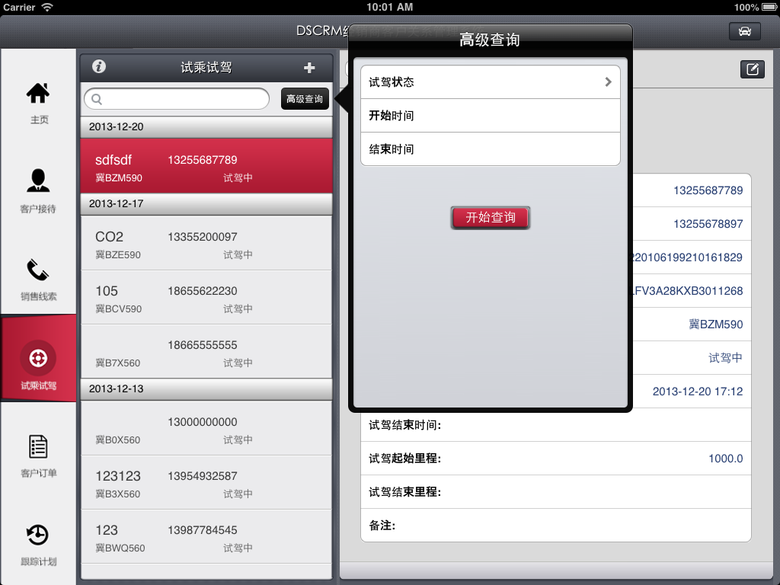 Carrier
10:01 AM
100%
DSCRM
主页
客户接待
销售线索
试乘试驾
客户订单
跟踪计划
试乘试驾
高级查询
2013-12-20
sdfsdf 13255687789
冀BZM590 试驾中
2013-12-17
CO2 13355200097
冀BZE590 试驾中
105 18655622230
冀BCV590 试驾中
18665555555
冀B7X560 试驾中
2013-12-13
13000000000
冀B0X560 试驾中
123123 13954932587
冀B3X560 试驾中
123 13987784545
冀BWQ560 试驾中
高级查询
试驾状态
开始时间
结束时间
开始查询
13255687789
13255678897
220106199210161829
FV3A28KXB3011268
冀BZM590
试驾中
2013-12-20 17:12
试驾结束时间:
试驾起始里程: 1000.0
试驾结束里程:
备注: